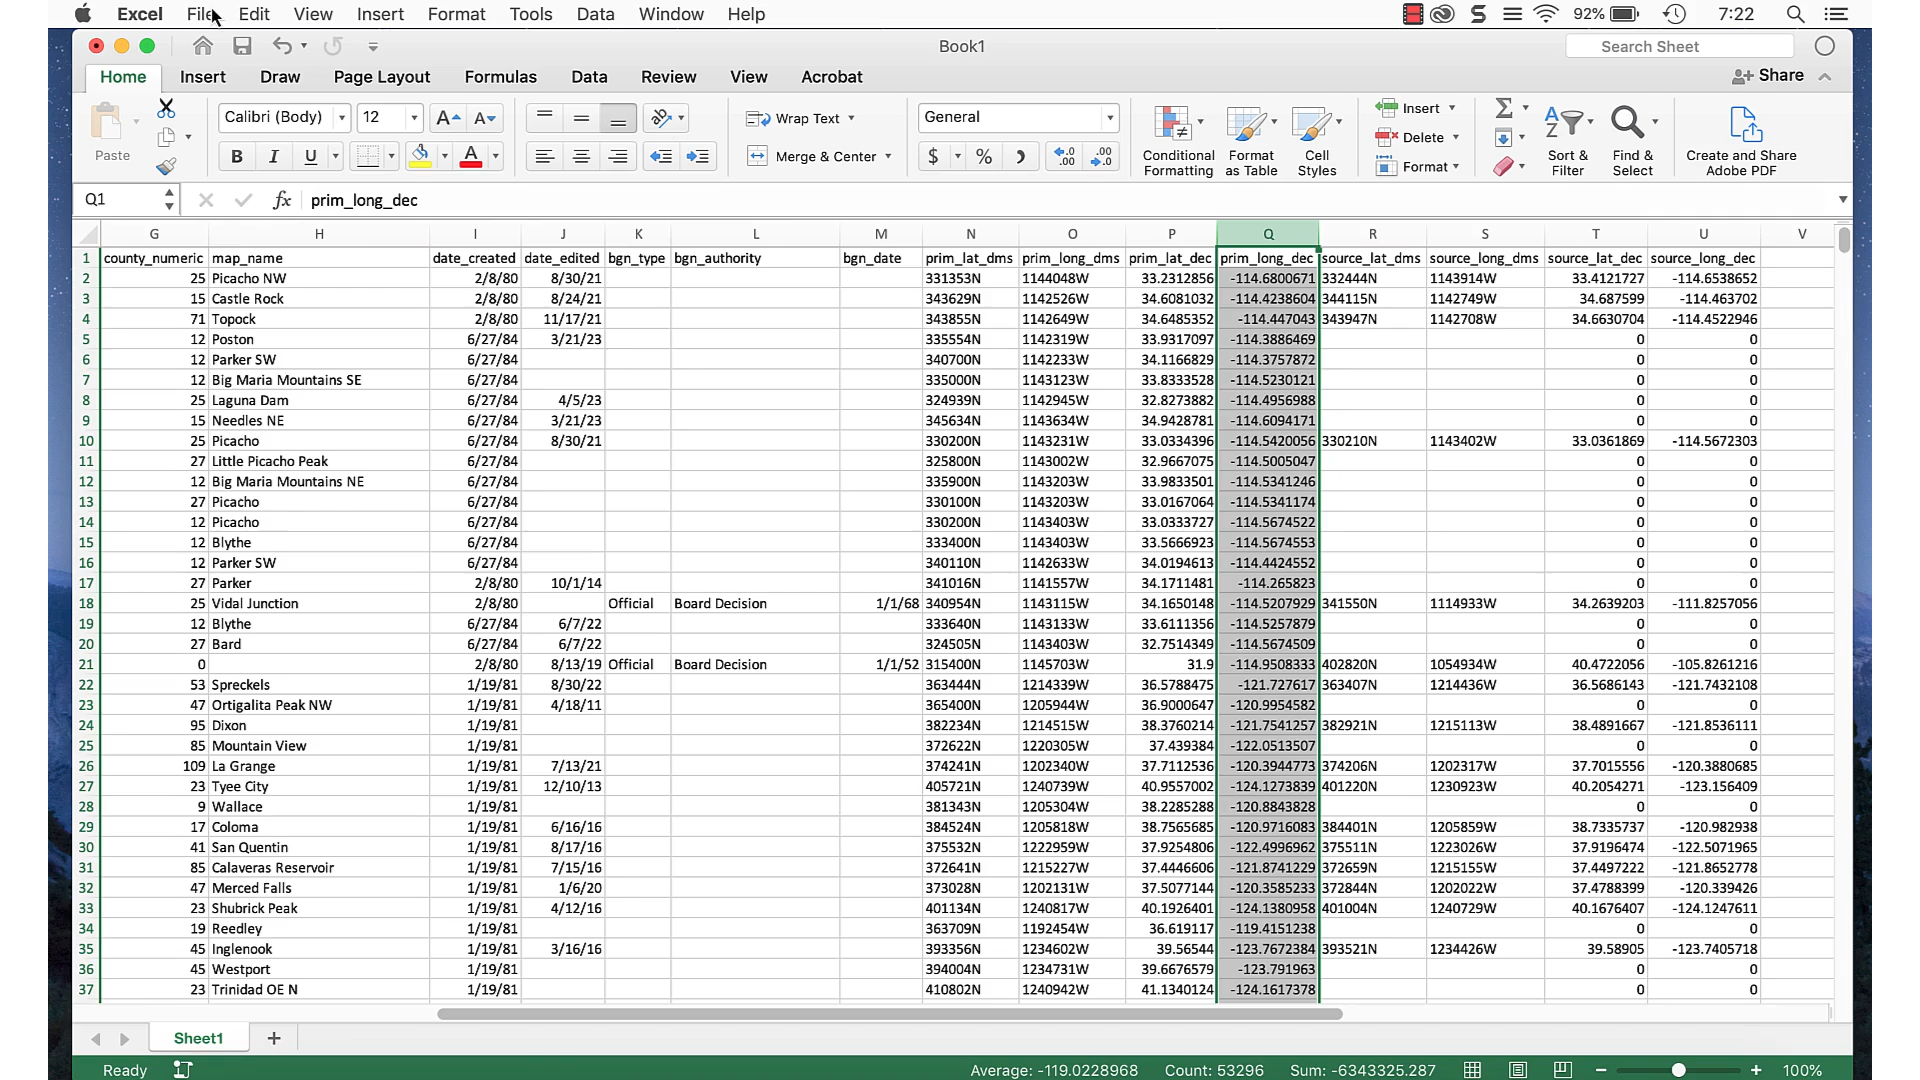 Excel File Edit View Insert Format Tools Data Window Help 92% 7:22
Book1 Search Sheet
Home Insert Draw Page Layout Formulas Data Review View Acrobat Share
Paste Calibri (Body) 12 B I U A Wrap Text Merge & Center General $ % Conditional Formatting Format as Table Cell Styles Insert Delete Format Sort & Filter Find & Select Create and Share Adobe PDF
Q1 fx prim_long_dec
G H I J K L M N O P Q R S T U V
1 county_numeric map_name date_created date_edited bgn_type bgn_authority bgn_date prim_lat_dms prim_long_dms prim_lat_dec prim_long_dec source_lat_dms source_long_dms source_lat_dec source_long_dec
2 25 Picacho NW 2/8/80 8/30/21 331353N 1144048W 33.2312856 -114.6800671 332444N 1143914W 33.4121727 -114.6538652
3 15 Castle Rock 2/8/80 8/24/21 343629N 1142526W 34.6081032 -114.4238604 344115N 1142749W 34.687599 -114.463702
4 71 Topock 2/8/80 11/17/21 343855N 1142649W 34.6485352 -114.447043 343947N 1142708W 34.6630704 -114.4522946
5 12 Poston 6/27/84 3/21/23 335554N 1142319W 33.9317097 -114.3886469 0 0
6 12 Parker SW 6/27/84 340700N 1142233W 34.1166829 -114.3757872 0 0
7 12 Big Maria Mountains SE 6/27/84 335000N 1143123W 33.8333528 -114.5230121 0 0
8 25 Laguna Dam 6/27/84 4/5/23 324939N 1142945W 32.8273882 -114.4956988 0 0
9 15 Needles NE 6/27/84 3/21/23 345634N 1143634W 34.9428781 -114.6094171 0 0
10 25 Picacho 6/27/84 8/30/21 330200N 1143231W 33.0334396 -114.5420056 330210N 1143402W 33.0361869 -114.5672303
11 27 Little Picacho Peak 6/27/84 325800N 1143002W 32.9667075 -114.5005047 0 0
12 12 Big Maria Mountains NE 6/27/84 335900N 1143203W 33.9833501 -114.5341246 0 0
13 27 Picacho 6/27/84 330100N 1143203W 33.0167064 -114.5341174 0 0
14 12 Picacho 6/27/84 330200N 1143403W 33.0333727 -114.5674522 0 0
15 12 Blythe 6/27/84 333400N 1143403W 33.5666923 -114.5674553 0 0
16 12 Parker SW 6/27/84 340110N 1142633W 34.0194613 -114.4424552 0 0
17 27 Parker 2/8/80 10/1/14 341016N 1141557W 34.1711481 -114.265823 0 0
18 25 Vidal Junction 2/8/80 Official Board Decision 1/1/68 340954N 1143115W 34.1650148 -114.5207929 341550N 1114933W 34.2639203 -111.8257056
19 12 Blythe 6/27/84 6/7/22 333640N 1143133W 33.6111356 -114.5257879 0 0
20 27 Bard 6/27/84 6/7/22 324505N 1143403W 32.7514349 -114.5674509 0 0
21 0 2/8/80 8/13/19 Official Board Decision 1/1/52 315400N 1145703W 31.9 -114.9508333 402820N 1054934W 40.4722056 -105.8261216
22 53 Spreckels 1/19/81 8/30/22 363444N 1214339W 36.5788475 -121.727617 363407N 1214436W 36.5686143 -121.7432108
23 47 Ortigalita Peak NW 1/19/81 4/18/11 365400N 1205944W 36.9000647 -120.9954582 0 0
24 95 Dixon 1/19/81 382234N 1214515W 38.3760214 -121.7541257 382921N 1215113W 38.4891667 -121.8536111
25 85 Mountain View 1/19/81 372622N 1220305W 37.439384 -122.0513507 0 0
26 109 La Grange 1/19/81 7/13/21 374241N 1202340W 37.7112536 -120.3944773 374206N 1202317W 37.7015556 -120.3880685
27 23 Tyee City 1/19/81 12/10/13 405721N 1240739W 40.9557002 -124.1273839 401220N 1230923W 40.2054271 -123.156409
28 9 Wallace 1/19/81 381343N 1205304W 38.2285288 -120.8843828 0 0
29 17 Coloma 1/19/81 6/16/16 384524N 1205818W 38.7565685 -120.9716083 384401N 1205859W 38.7335737 -120.982938
30 41 San Quentin 1/19/81 8/17/16 375532N 1222959W 37.9254806 -122.4996962 375511N 1223026W 37.9196474 -122.5071965
31 85 Calaveras Reservoir 1/19/81 7/15/16 372641N 1215227W 37.4446606 -121.8741229 372659N 1215155W 37.4497222 -121.8652778
32 47 Merced Falls 1/19/81 1/6/20 373028N 1202131W 37.5077144 -120.3585233 372844N 1202022W 37.4788399 -120.339426
33 23 Shubrick Peak 1/19/81 4/12/16 401134N 1240817W 40.1926401 -124.1380958 401004N 1240729W 40.1676407 -124.1247611
34 19 Reedley 1/19/81 363709N 1192454W 36.619117 -119.4151238 0 0
35 45 Inglenook 1/19/81 3/16/16 393356N 1234602W 39.56544 -123.7672384 393521N 1234426W 39.58905 -123.7405718
36 45 Westport 1/19/81 394004N 1234731W 39.6676579 -123.791963 0 0
37 23 Trinidad OE N 1/19/81 410802N 1240942W 41.1340124 -124.1617378 0 0
Sheet1 +
Ready Average: -119.0228968 Count: 53296 Sum: -6343325.287 100%